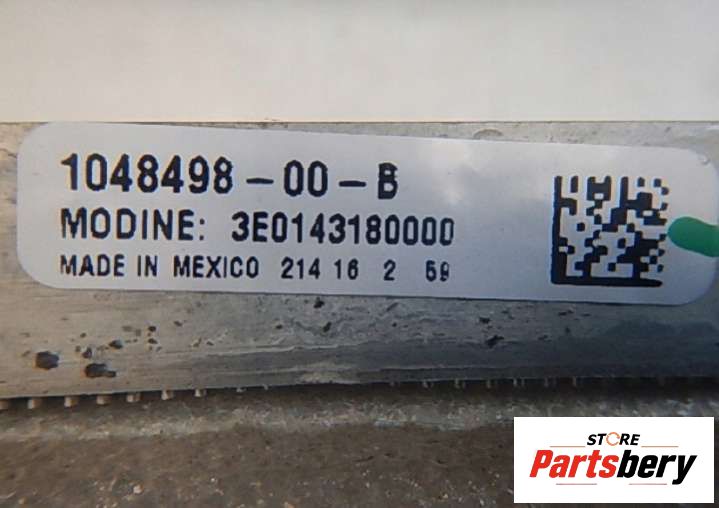 1048498-00-B
MODINE: 3E0143180000
MADE IN MEXICO 214 16 2 59
STORE
Partsbery